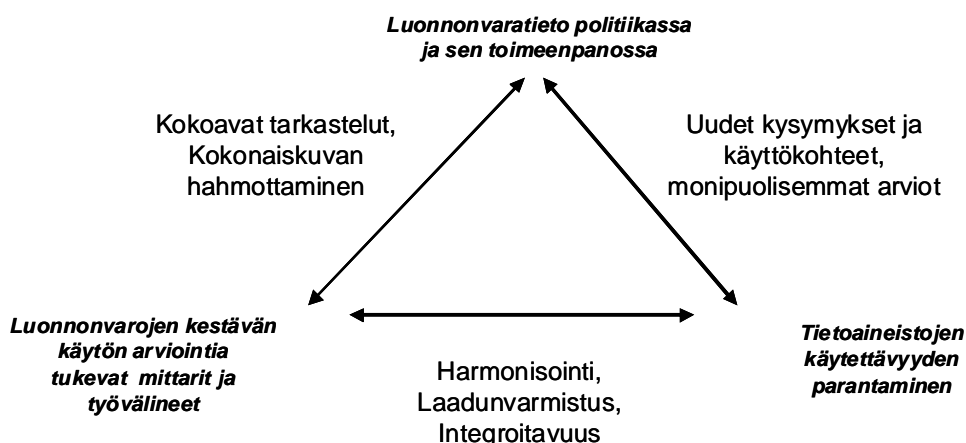 Luonnonvaratieto politiikassa
ja sen toimeenpanossa
Kokoavat tarkastelut,
Kokonaiskuvan
hahmottaminen
Uudet kysymykset ja
käyttökohteet,
monipuolisemmat arviot
Luonnonvarojen kestävän
käytön arviointia
tukevat mittarit ja
työvälineet
Harmonisointi,
Laadunvarmistus,
Integroitavuus
Tietoaineistojen
käytettävyyden
parantaminen